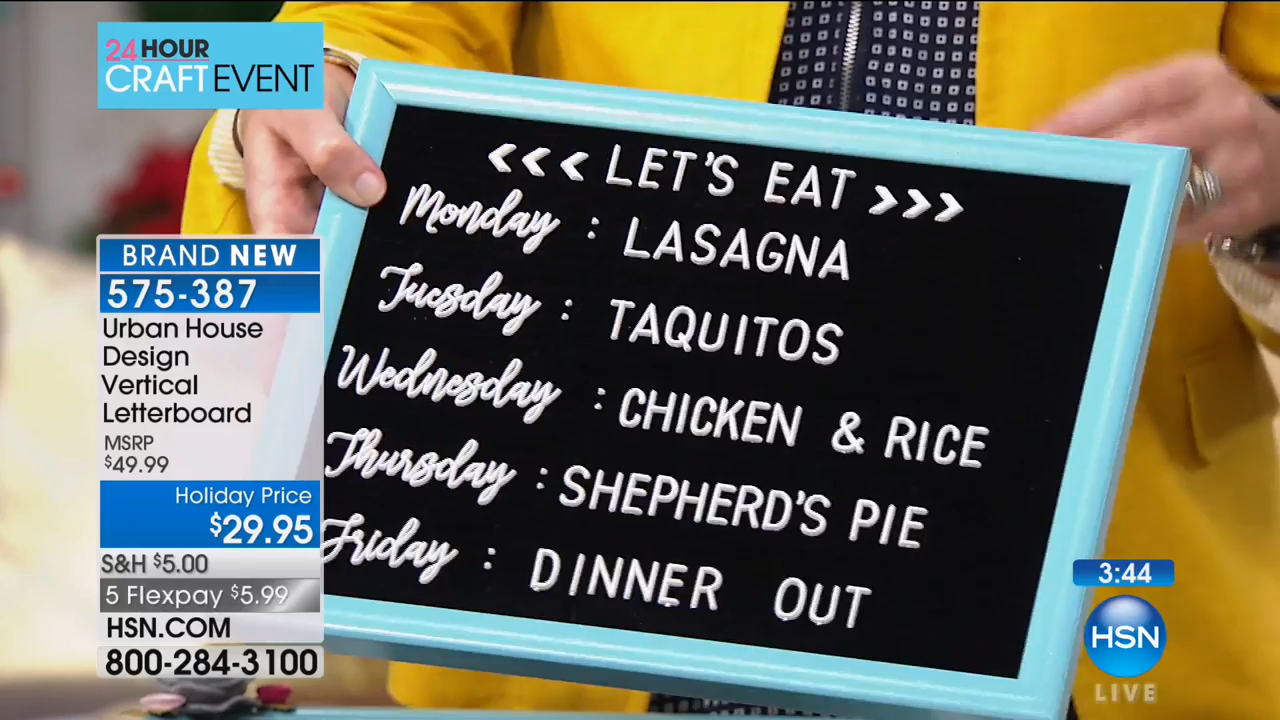 24 HOUR
CRAFT EVENT
BRAND NEW
575-387
Urban House
Design
Vertical
Letterboard
MSRP
$49.99
Holiday Price
$29.95
S&H $5.00
5 Flexpay $5.99
HSN.COM
800-284-3100
<<< LET'S EAT >>>
Monday : LASAGNA
Tuesday : TAQUITOS
Wednesday : CHICKEN & RICE
Thursday : SHEPHERD'S PIE
Friday : DINNER OUT
3:44
HSN
LIVE